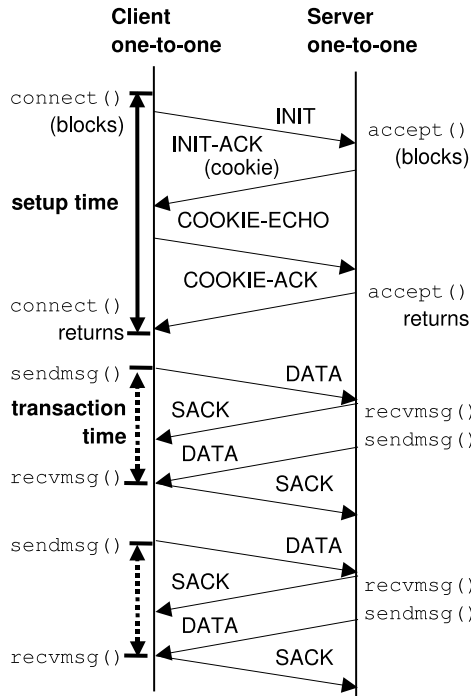 Client
one-to-one
Server
one-to-one
connect()
(blocks)
INIT
accept()
(blocks)
INIT-ACK
(cookie)
setup time
COOKIE-ECHO
COOKIE-ACK
connect()
returns
accept()
returns
sendmsg()
DATA
transaction
time
SACK
recvmsg()
DATA
sendmsg()
recvmsg()
SACK
sendmsg()
DATA
SACK
recvmsg()
DATA
sendmsg()
recvmsg()
SACK